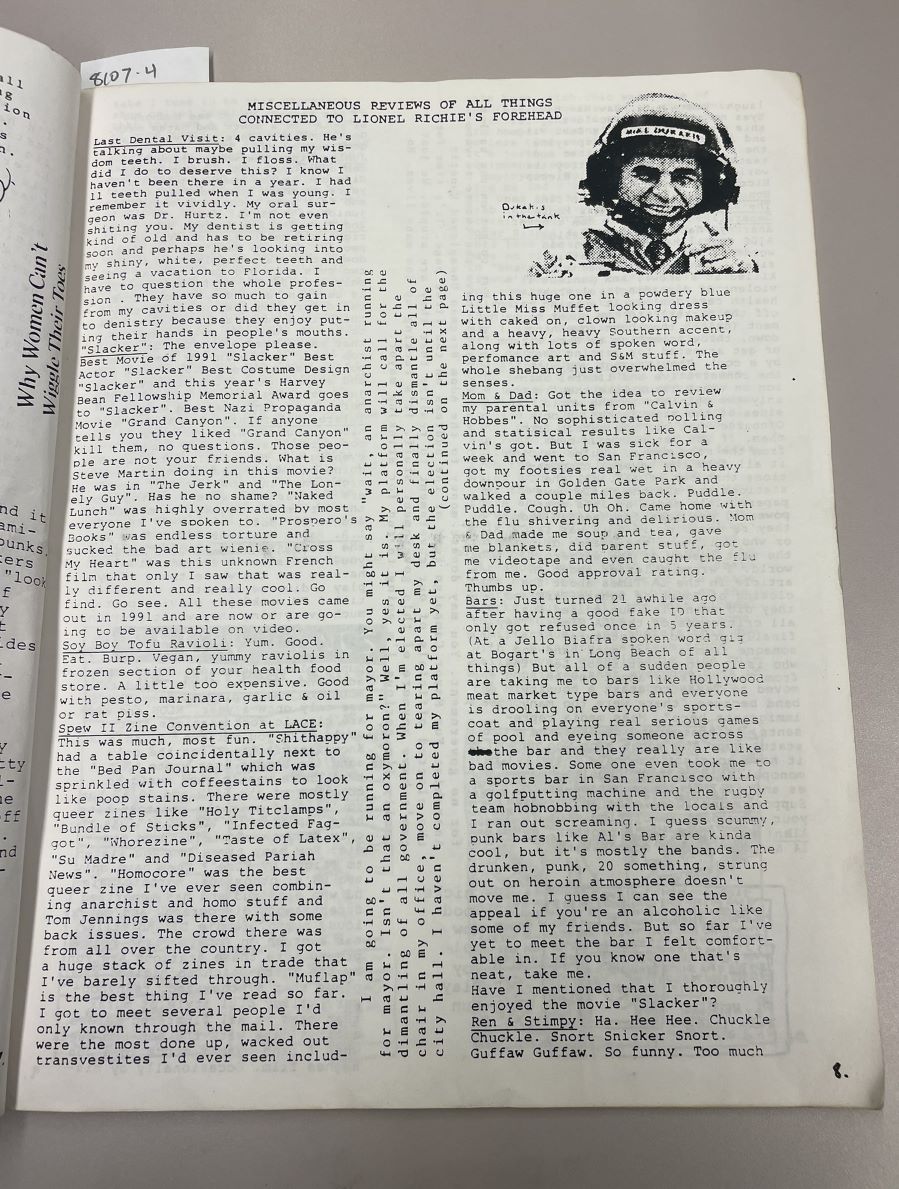 8107.4
MISCELLANEOUS REVIEWS OF ALL THINGS
CONNECTED TO LIONEL RICHIE'S FOREHEAD
Last Dental Visit: 4 cavities. He's
talking about maybe pulling my wis-
dom teeth. I brush. I floss. What
did I do to deserve this? I know I
haven't been there in a year. I had
11 teeth pulled when I was young. I
remember it vividly. My oral sur-
geon was Dr. Hurtz. I'm not even
shiting you. My dentist is getting
kind of old and has to be retiring
soon and perhaps he's looking into
my shiny, white, perfect teeth and
seeing a vacation to Florida. I
have to question the whole profes-
sion . They have so much to gain
from my cavities or did they get in
to denistry because they enjoy put-
ing their hands in people's mouths.
"Slacker": The envelope please.
Best Movie of 1991 "Slacker" Best
Actor "Slacker" Best Costume Design
"Slacker" and this year's Harvey
Bean Fellowship Memorial Award goes
to "Slacker". Best Nazi Propaganda
Movie "Grand Canyon". If anyone
tells you they liked "Grand Canyon"
kill them, no questions. Those peo-
ple are not your friends. What is
Steve Martin doing in this movie?
He was in "The Jerk" and "The Lon-
ely Guy". Has he no shame? "Naked
Lunch" was highly overrated by most
everyone I've spoken to. "Prospero's
Books" was endless torture and
sucked the bad art wienie. "Cross
My Heart" was this unknown French
film that only I saw that was real-
ly different and really cool. Go
find. Go see. All these movies came
out in 1991 and are now or are go-
ing to be available on video.
Soy Boy Tofu Ravioli: Yum. Good.
Eat. Burp. Vegan, yummy raviolis in
frozen section of your health food
store. A little too expensive. Good
with pesto, marinara, garlic & oil
or rat piss.
Spew II Zine Convention at LACE:
This was much, most fun. "Shithappy"
had a table coincidentally next to
the "Bed Pan Journal" which was
sprinkled with coffeestains to look
like poop stains. There were mostly
queer zines like "Holy Titclamps",
"Bundle of Sticks", "Infected Fag-
got", "Whorezine", "Taste of Latex",
"Su Madre" and "Diseased Pariah
News". "Homocore" was the best
queer zine I've ever seen combin-
ing anarchist and homo stuff and
Tom Jennings was there with some
back issues. The crowd there was
from all over the country. I got
a huge stack of zines in trade that
I've barely sifted through. "Muflap"
is the best thing I've read so far.
I got to meet several people I'd
only known through the mail. There
were the most done up, wacked out
transvestites I'd ever seen includ-
I am going to be running for mayor. You might say "wait, an anarchist running
for mayor. Isn't that an oxymoron?" Well, yes it is. My platform will call for the
dismantling of all government. When I'm elected I will personally take apart the
chair in my office, move on to tearing apart my desk and finally dismantle all of
city hall. I haven't completed my platform yet, but the election isn't until the
(continued on the next page)
MIKE DUKAKIS
Dukakis
in the tank
ing this huge one in a powdery blue
Little Miss Muffet looking dress
with caked on, clown looking makeup
and a heavy, heavy Southern accent,
along with lots of spoken word,
perfomance art and S&M stuff. The
whole shebang just overwhelmed the
senses.
Mom & Dad: Got the idea to review
my parental units from "Calvin &
Hobbes". No sophisticated polling
and statisical results like Cal-
vin's got. But I was sick for a
week and went to San Francisco,
got my footsies real wet in a heavy
downpour in Golden Gate Park and
walked a couple miles back. Puddle.
Puddle. Cough. Uh Oh. Came home with
the flu shivering and delirious. Mom
& Dad made me soup and tea, gave
me blankets, did parent stuff, got
me videotape and even caught the flu
from me. Good approval rating.
Thumbs up.
Bars: Just turned 21 awhile ago
after having a good fake ID that
only got refused once in 5 years.
(At a Jello Biafra spoken word gig
at Bogart's in Long Beach of all
things) But all of a sudden people
are taking me to bars like Hollywood
meat market type bars and everyone
is drooling on everyone's sports-
coat and playing real serious games
of pool and eyeing someone across
the bar and they really are like
bad movies. Some one even took me to
a sports bar in San Francisco with
a golfputting machine and the rugby
team hobnobbing with the locals and
I ran out screaming. I guess scummy,
punk bars like Al's Bar are kinda
cool, but it's mostly the bands. The
drunken, punk, 20 something, strung
out on heroin atmosphere doesn't
move me. I guess I can see the
appeal if you're an alcoholic like
some of my friends. But so far I've
yet to meet the bar I felt comfort-
able in. If you know one that's
neat, take me.
Have I mentioned that I thoroughly
enjoyed the movie "Slacker"?
Ren & Stimpy: Ha. Hee Hee. Chuckle
Chuckle. Snort Snicker Snort.
Guffaw Guffaw. So funny. Too much
8.
Why Women Can't
Wiggle Their Toes